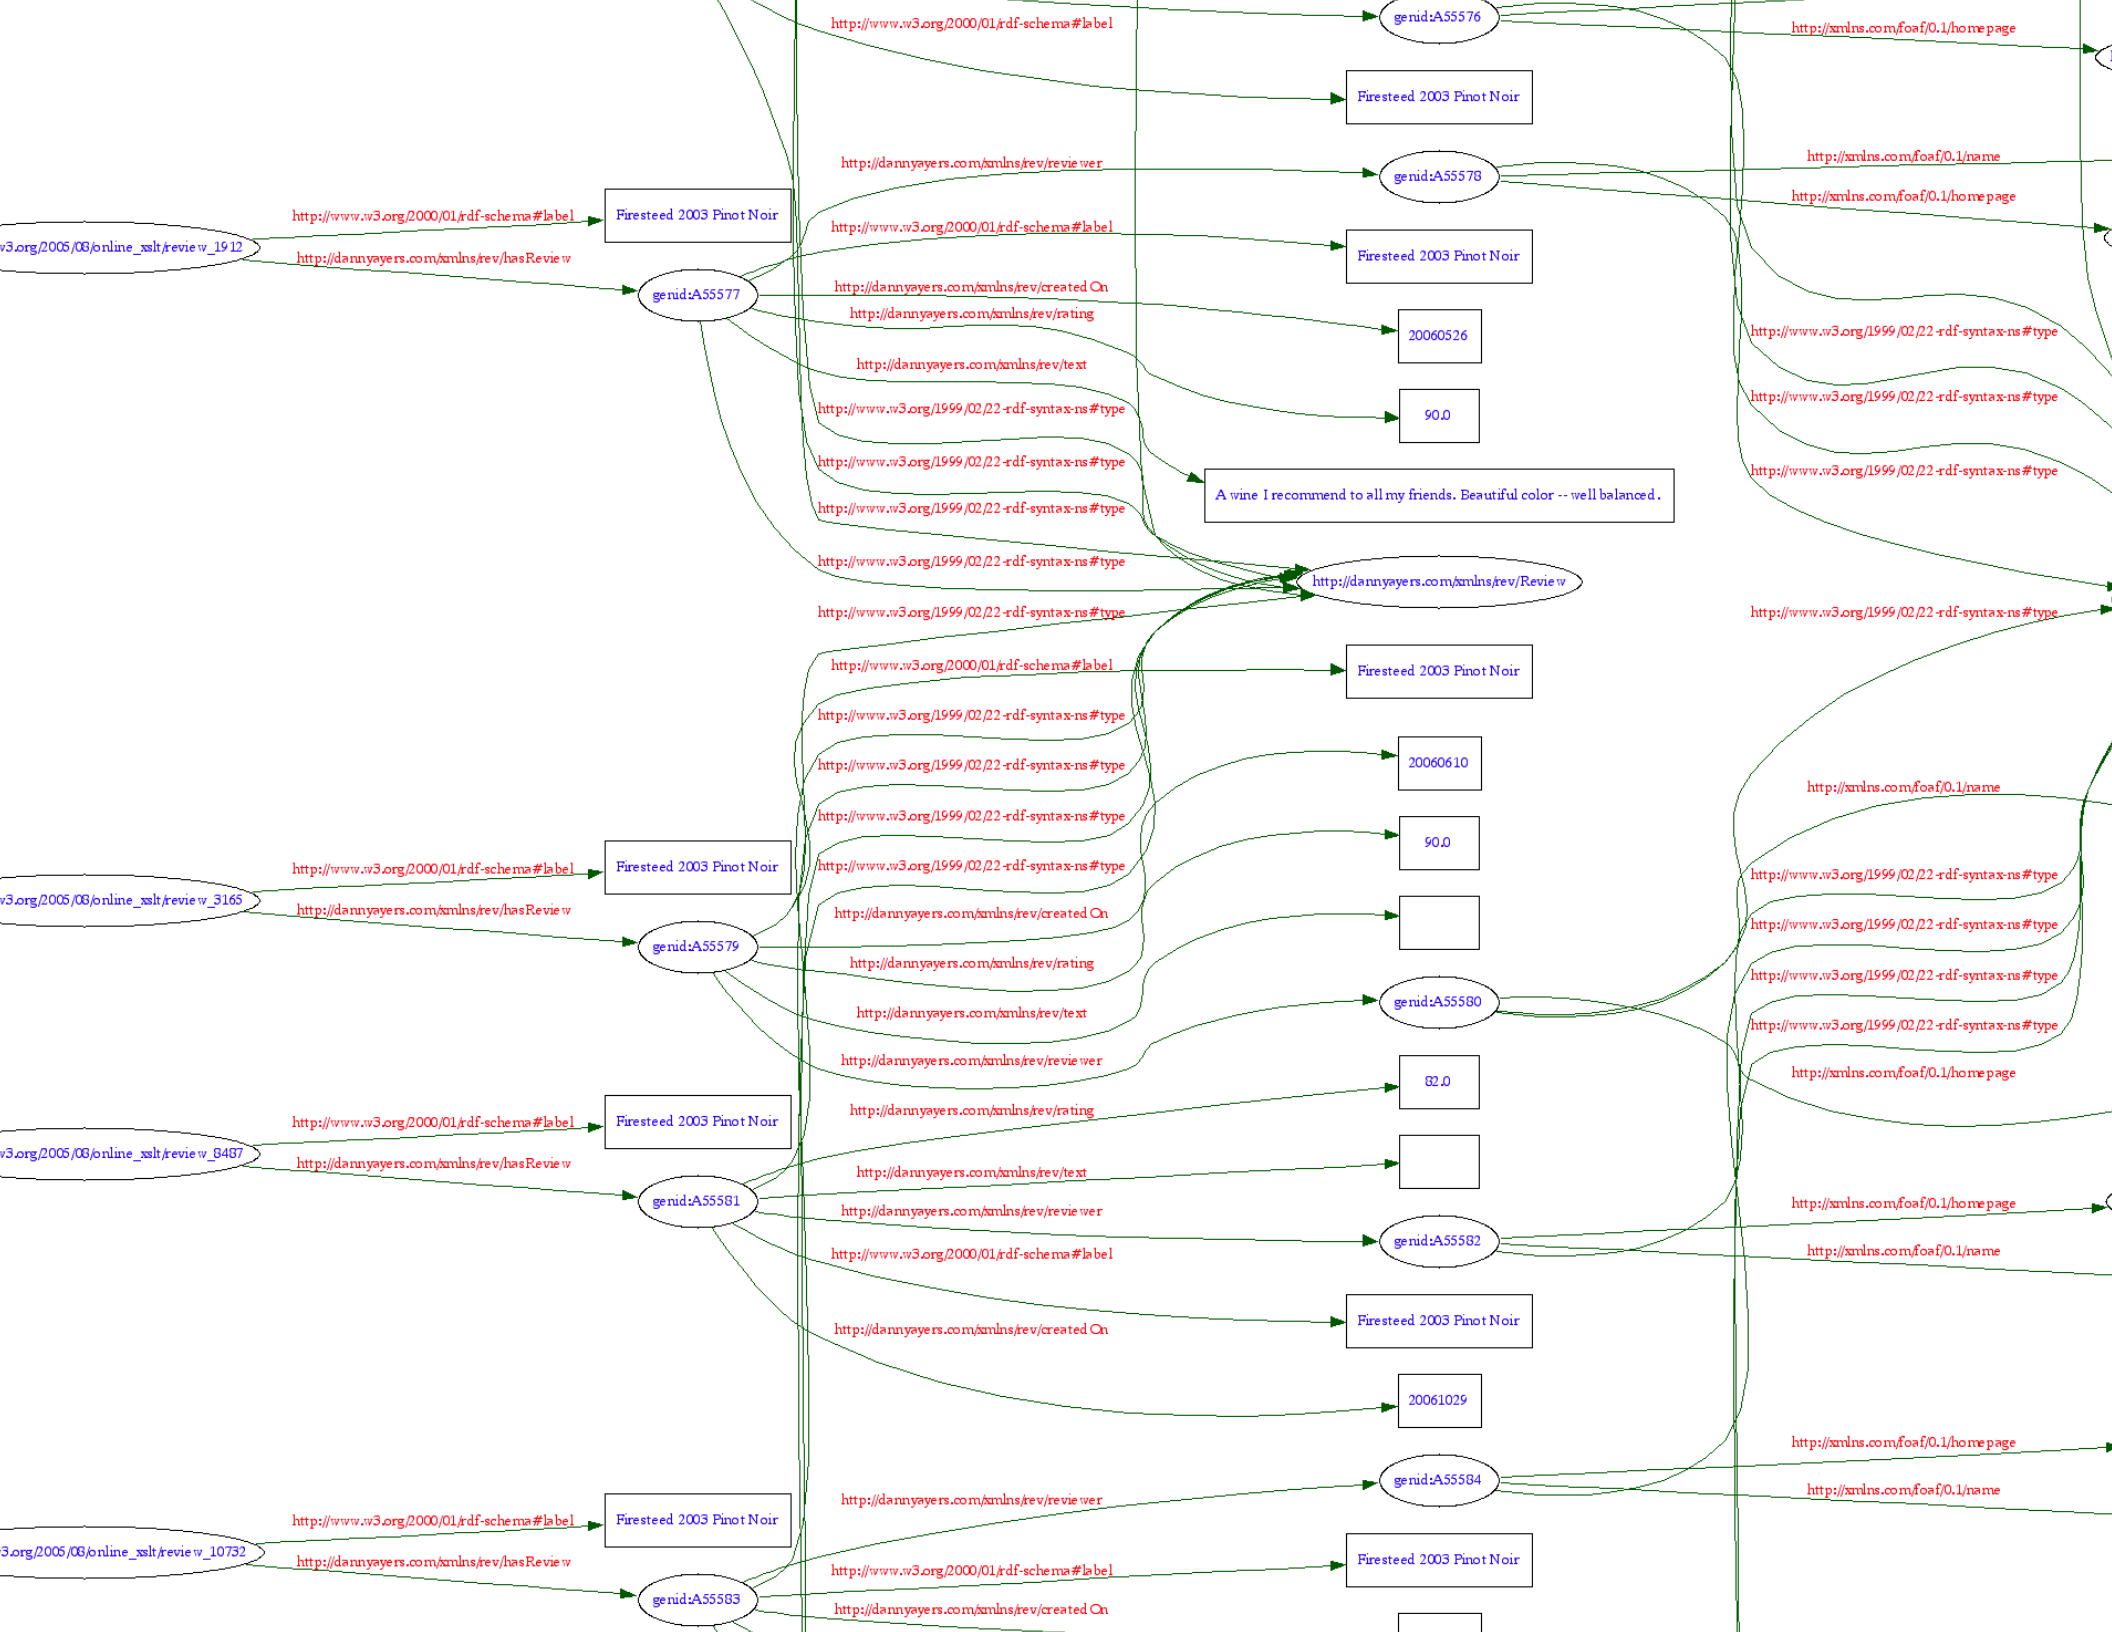 http://www.w3.org/2000/01/rdf-schema#label
genid:A55576
http://xmlns.com/foaf/0.1/homepage
Firesteed 2003 Pinot Noir
http://dannyayers.com/xmlns/rev/reviewer
genid:A55578
http://xmlns.com/foaf/0.1/name
http://xmlns.com/foaf/0.1/homepage
http://www.w3.org/2000/01/rdf-schema#label
Firesteed 2003 Pinot Noir
http://www.w3.org/2000/01/rdf-schema#label
Firesteed 2003 Pinot Noir
w3.org/2005/08/online_xslt/review_1912
http://dannyayers.com/xmlns/rev/hasReview
genid:A55577
http://dannyayers.com/xmlns/rev/createdOn
20060526
http://dannyayers.com/xmlns/rev/rating
http://www.w3.org/1999/02/22-rdf-syntax-ns#type
http://dannyayers.com/xmlns/rev/text
http://www.w3.org/1999/02/22-rdf-syntax-ns#type
http://www.w3.org/1999/02/22-rdf-syntax-ns#type
90.0
http://www.w3.org/1999/02/22-rdf-syntax-ns#type
http://www.w3.org/1999/02/22-rdf-syntax-ns#type
A wine I recommend to all my friends. Beautiful color -- well balanced.
http://www.w3.org/1999/02/22-rdf-syntax-ns#type
http://www.w3.org/1999/02/22-rdf-syntax-ns#type
http://dannyayers.com/xmlns/rev/Review
http://www.w3.org/1999/02/22-rdf-syntax-ns#type
http://www.w3.org/1999/02/22-rdf-syntax-ns#type
http://www.w3.org/2000/01/rdf-schema#label
Firesteed 2003 Pinot Noir
http://www.w3.org/1999/02/22-rdf-syntax-ns#type
http://www.w3.org/1999/02/22-rdf-syntax-ns#type
20060610
http://xmlns.com/foaf/0.1/name
http://www.w3.org/1999/02/22-rdf-syntax-ns#type
90.0
http://www.w3.org/2000/01/rdf-schema#label
Firesteed 2003 Pinot Noir
http://www.w3.org/1999/02/22-rdf-syntax-ns#type
http://www.w3.org/1999/02/22-rdf-syntax-ns#type
w3.org/2005/08/online_xslt/review_3165
http://dannyayers.com/xmlns/rev/hasReview
http://dannyayers.com/xmlns/rev/createdOn
http://www.w3.org/1999/02/22-rdf-syntax-ns#type
genid:A55579
http://dannyayers.com/xmlns/rev/rating
http://www.w3.org/1999/02/22-rdf-syntax-ns#type
genid:A55580
http://dannyayers.com/xmlns/rev/text
http://www.w3.org/1999/02/22-rdf-syntax-ns#type
http://dannyayers.com/xmlns/rev/reviewer
http://xmlns.com/foaf/0.1/homepage
82.0
http://dannyayers.com/xmlns/rev/rating
http://www.w3.org/2000/01/rdf-schema#label
Firesteed 2003 Pinot Noir
w3.org/2005/08/online_xslt/review_8487
http://dannyayers.com/xmlns/rev/hasReview
http://dannyayers.com/xmlns/rev/text
genid:A55581
http://dannyayers.com/xmlns/rev/reviewer
http://xmlns.com/foaf/0.1/homepage
genid:A55582
http://www.w3.org/2000/01/rdf-schema#label
http://xmlns.com/foaf/0.1/name
Firesteed 2003 Pinot Noir
http://dannyayers.com/xmlns/rev/createdOn
20061029
http://xmlns.com/foaf/0.1/homepage
genid:A55584
http://dannyayers.com/xmlns/rev/reviewer
http://xmlns.com/foaf/0.1/name
http://www.w3.org/2000/01/rdf-schema#label
Firesteed 2003 Pinot Noir
3.org/2005/08/online_xslt/review_10732
http://dannyayers.com/xmlns/rev/hasReview
http://www.w3.org/2000/01/rdf-schema#label
Firesteed 2003 Pinot Noir
genid:A55583
http://dannyayers.com/xmlns/rev/createdOn